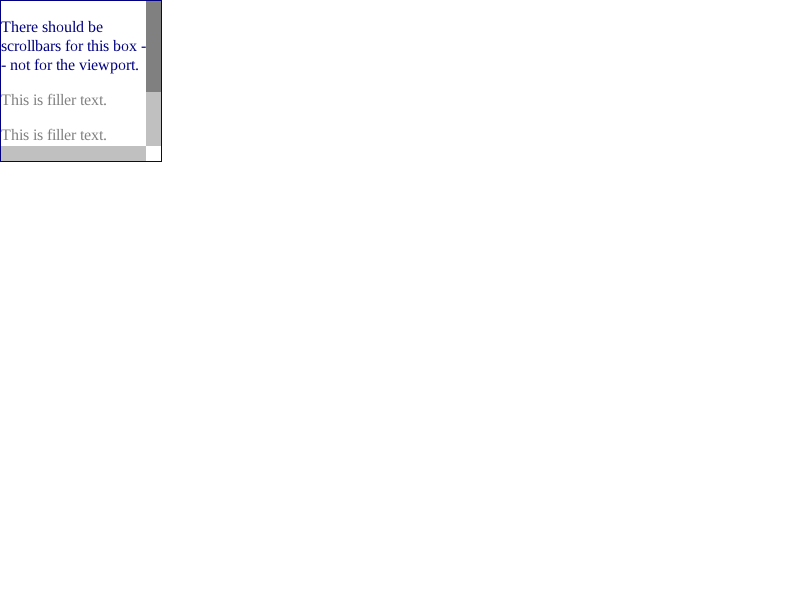 There should be
scrollbars for this box -
- not for the viewport.
This is filler text.
This is filler text.